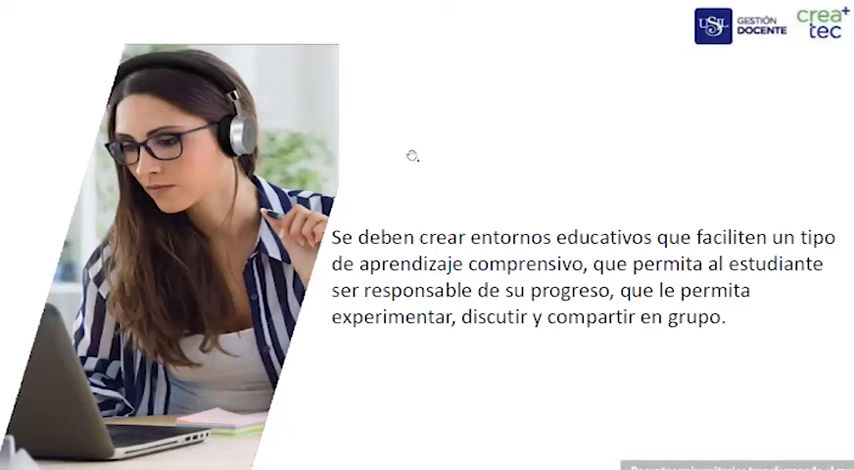 USIL
GESTIÓN
DOCENTE
crea+
tec
Se deben crear entornos educativos que faciliten un tipo
de aprendizaje comprensivo, que permita al estudiante
ser responsable de su progreso, que le permita
experimentar, discutir y compartir en grupo.